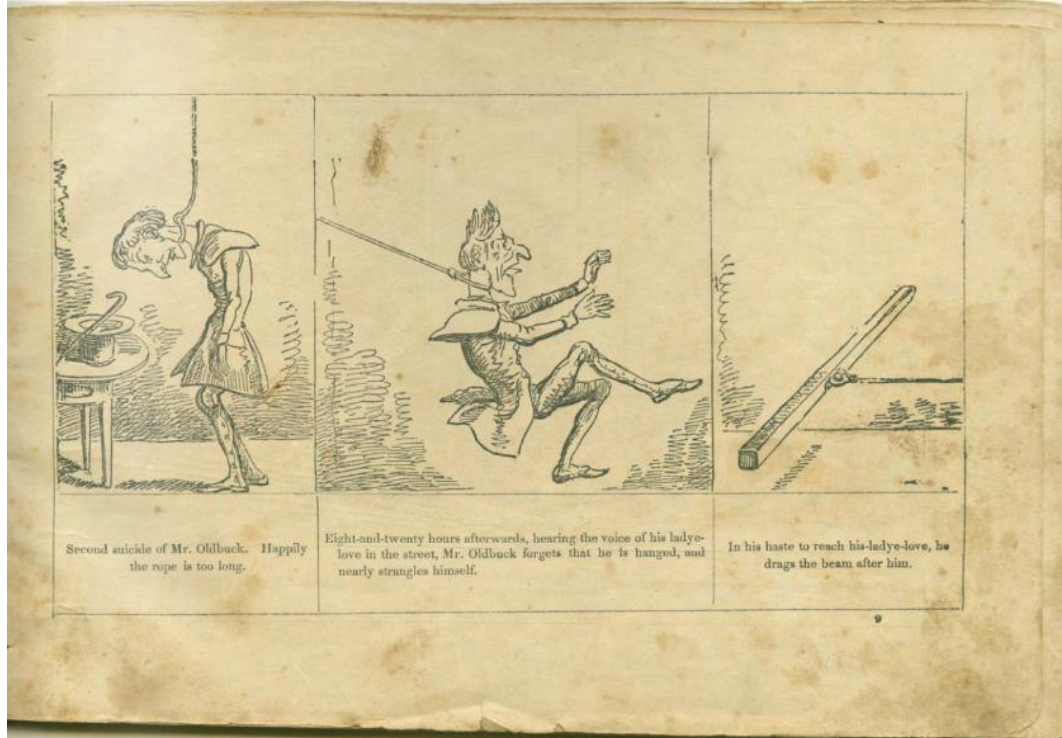 Second suicide of Mr. Oldbuck. Happily
the rope is too long.
Eight-and-twenty hours afterwards, hearing the voice of his ladye-
love in the street, Mr. Oldbuck forgets that he is hanged, and
nearly strangles himself.
In his haste to reach his-ladye-love, he
drags the beam after him.
9